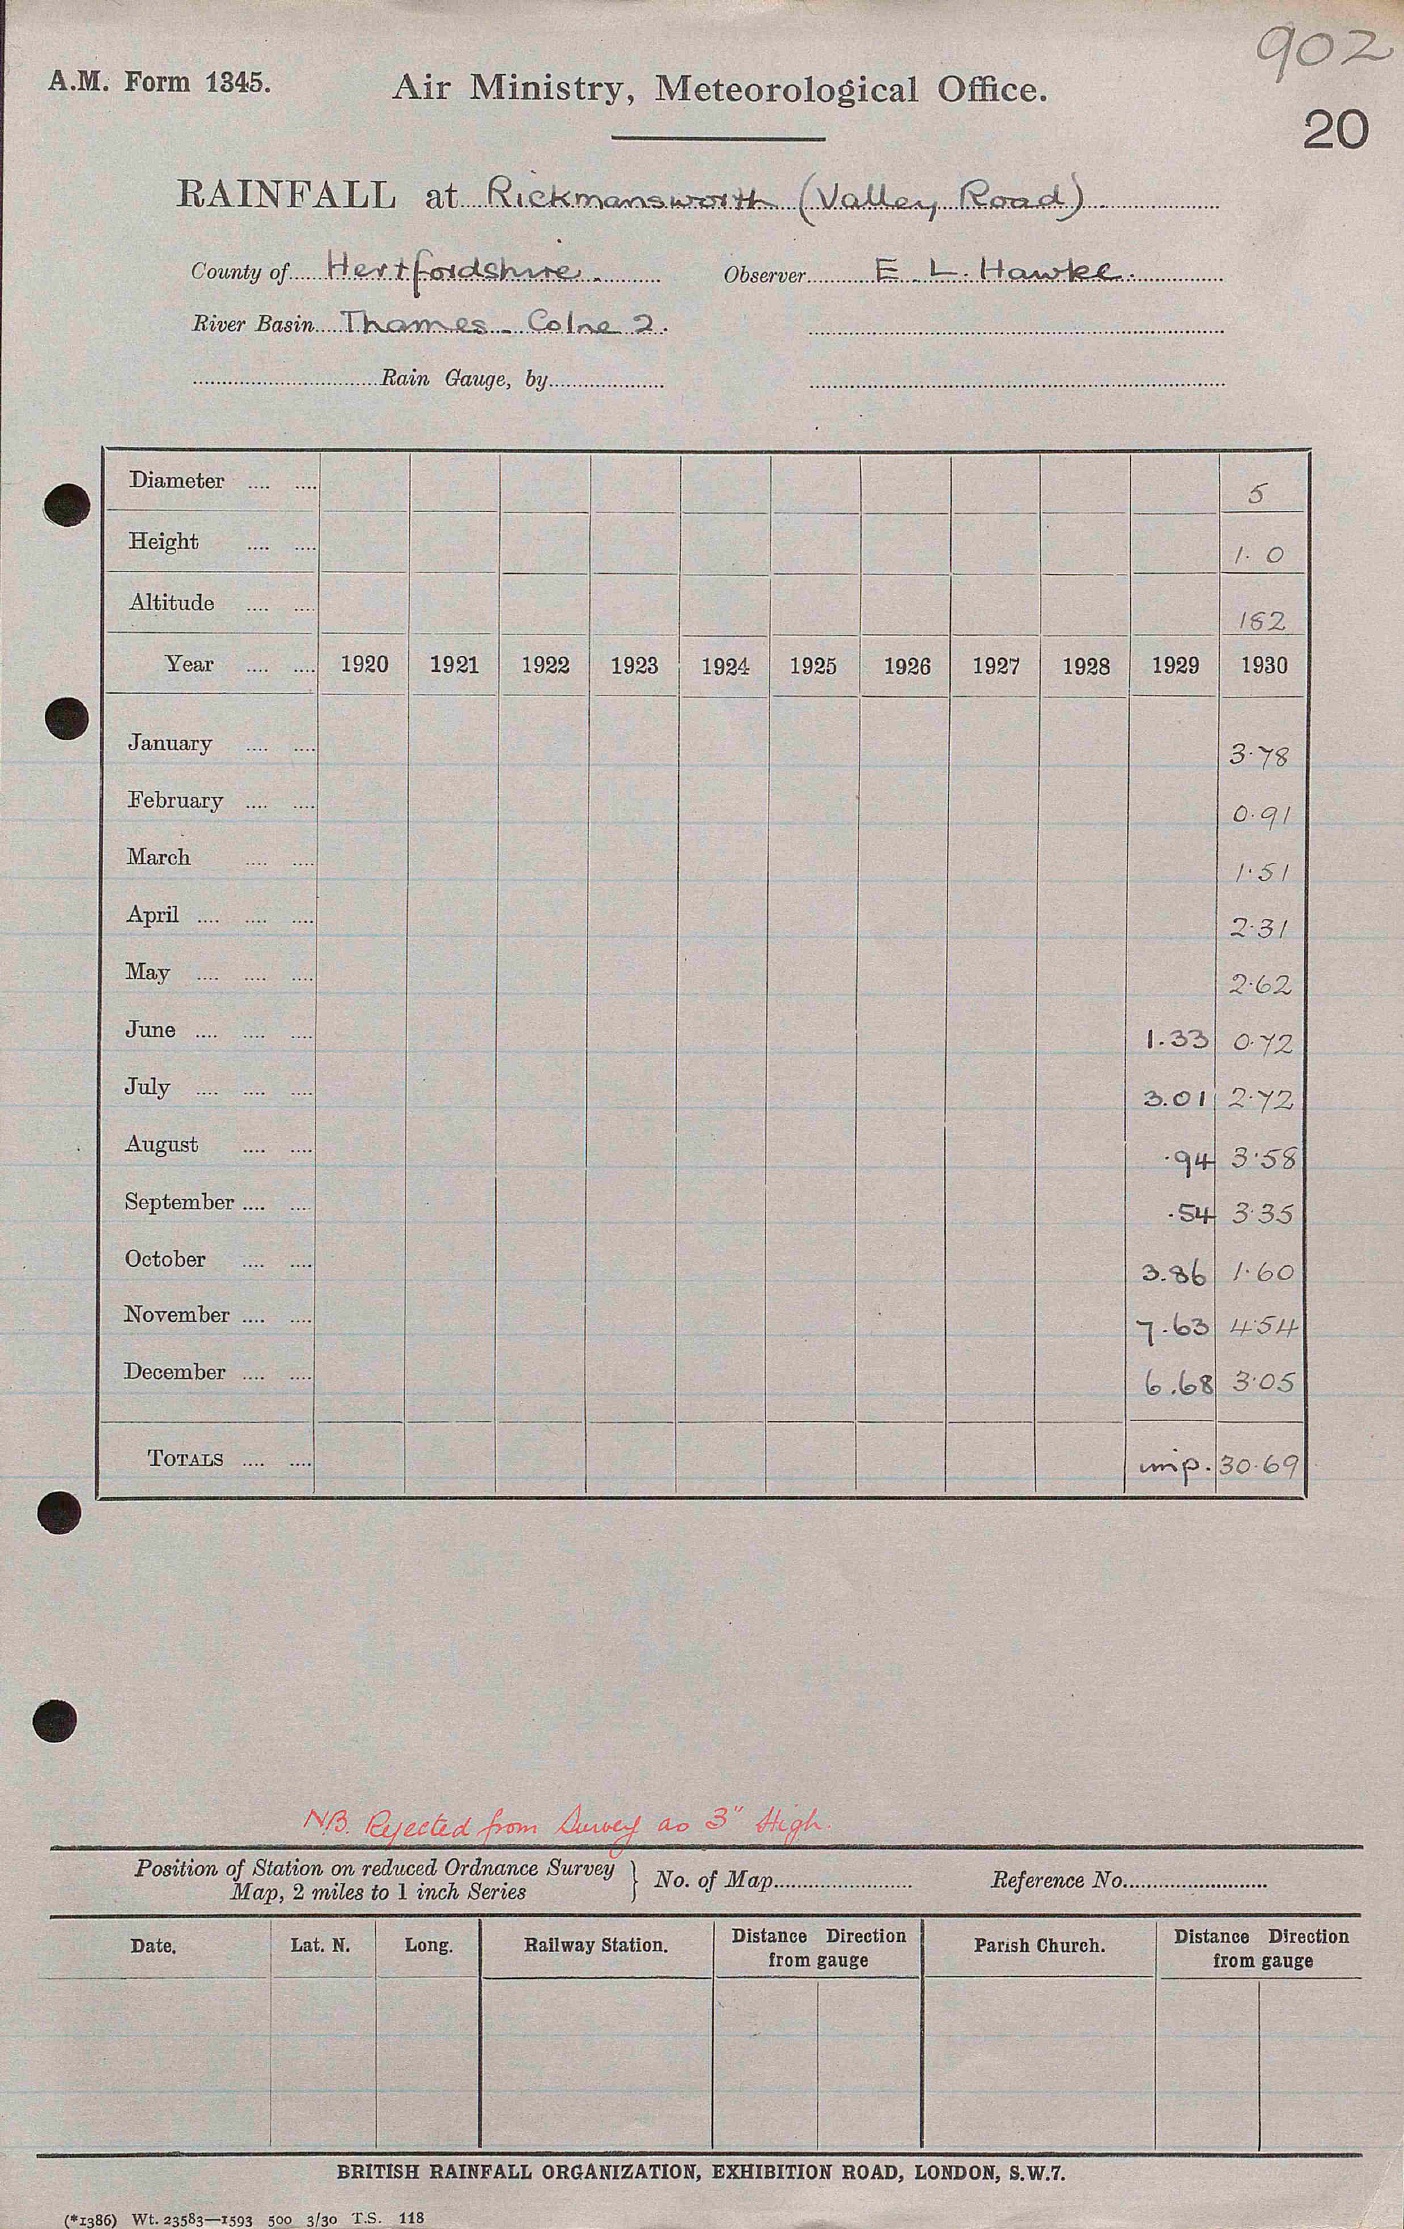 902
A.M. Form 1345. Air Ministry, Meteorological Office.
20
RAINFALL at Rickmansworth (Valley Road)
County of Hertfordshire. Observer E. L. Hawke.
River Basin Thames - Colne 2.
Rain Gauge, by
Diameter 5
Height 1. 0
Altitude 182
Year 1920 1921 1922 1923 1924 1925 1926 1927 1928 1929 1930
January 3.78
February 0.91
March 1.51
April 2.31
May 2.62
June 1.33 0.72
July 3.01 2.72
August .94 3.58
September .54 3.35
October 3.86 1.60
November 7.63 4.54
December 6.68 3.05
TOTALS imp. 30.69
NB. Rejected from Survey as 3" High.
Position of Station on reduced Ordnance Survey
Map, 2 miles to 1 inch Series } No. of Map Reference No.
Date. Lat. N. Long. Railway Station. Distance Direction from gauge Parish Church. Distance Direction from gauge
BRITISH RAINFALL ORGANIZATION, EXHIBITION ROAD, LONDON, S.W.7.
(*1386) Wt. 23583—1593 500 3/30 T.S. 118